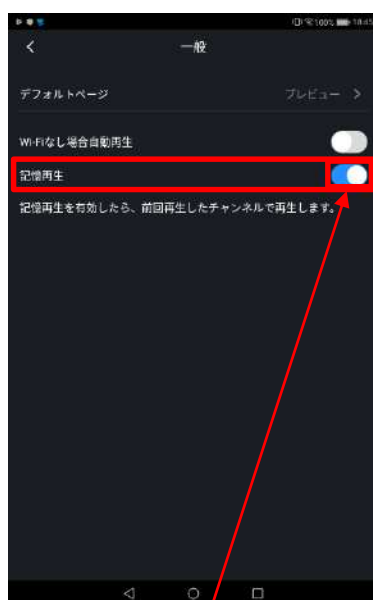 100% 18:45
一般
デフォルトページ プレビュー >
Wi-Fiなし場合自動再生
記憶再生
記憶再生を有効したら、前回再生したチャンネルで再生します。